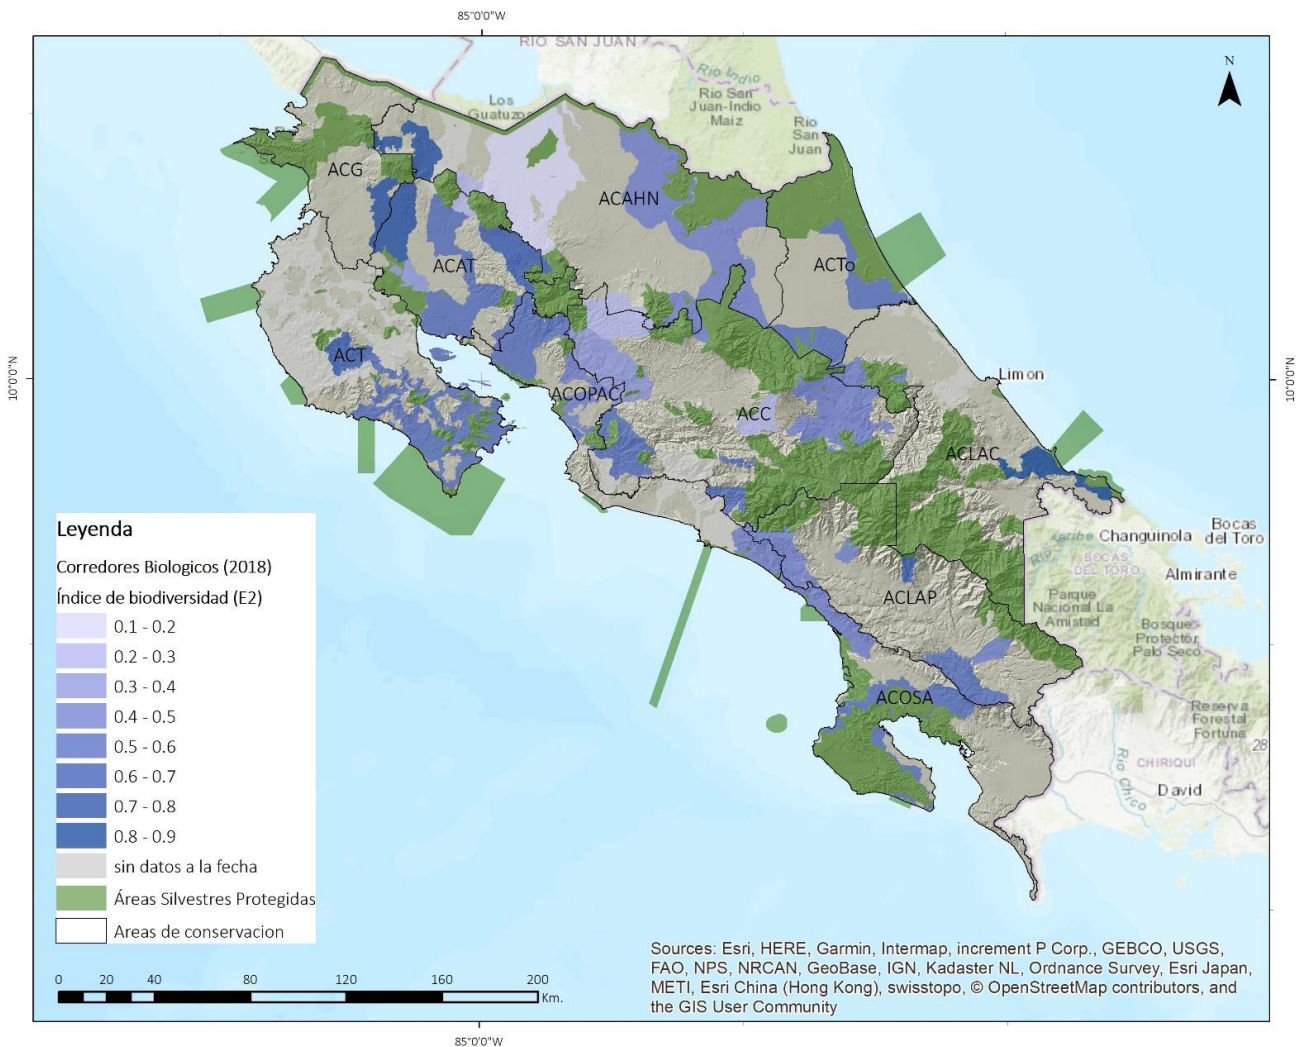 85°0'0"W
RIO SAN JUAN
N
Rio Indio
Los
Guatuzos
Rio San
Juan-Indio
Maiz
Rio
San
Juan
ACG
ACAHN
ACAT
ACTo
ACT
10°0'0"N
10°0'0"N
Limon
ACOPAC
ACC
ACLAC
Bocas
del Toro
Changuinola
BOCAS
DEL TORO
Almirante
Parque
Nacional La
Amistad
Bosque
Protector
Palo Seco
ACLAP
ACOSA
Reserva
Forestal
Fortuna
28
CHIRIQUI
Rio Chico
David
Leyenda
Corredores Biologicos (2018)
Índice de biodiversidad (E2)
0.1 - 0.2
0.2 - 0.3
0.3 - 0.4
0.4 - 0.5
0.5 - 0.6
0.6 - 0.7
0.7 - 0.8
0.8 - 0.9
sin datos a la fecha
Áreas Silvestres Protegidas
Areas de conservacion
0 20 40 80 120 160 200
Km.
Sources: Esri, HERE, Garmin, Intermap, increment P Corp., GEBCO, USGS,
FAO, NPS, NRCAN, GeoBase, IGN, Kadaster NL, Ordnance Survey, Esri Japan,
METI, Esri China (Hong Kong), swisstopo, © OpenStreetMap contributors, and
the GIS User Community
85°0'0"W